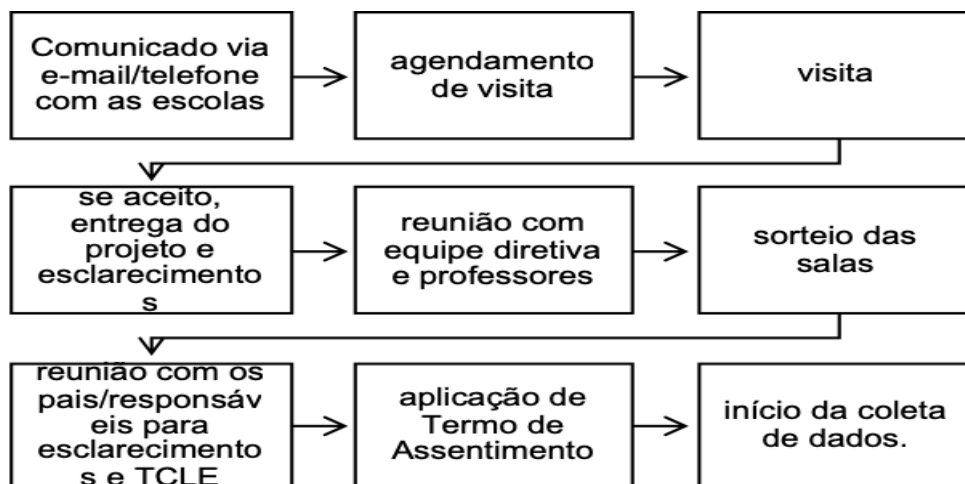 Comunicado via
e-mail/telefone
com as escolas
agendamento
de visita
visita
se aceito,
entrega do
projeto e
esclarecimento
s
reunião com
equipe diretiva
e professores
sorteio das
salas
reunião com os
pais/responsáv
eis para
esclarecimento
s e TCLE
aplicação de
Termo de
Assentimento
início da coleta
de dados.